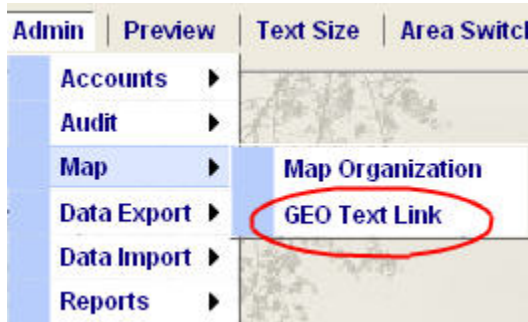 Admin Preview Text Size Area Switch
Accounts
Audit
Map
Map Organization
Data Export
GEO Text Link
Data Import
Reports